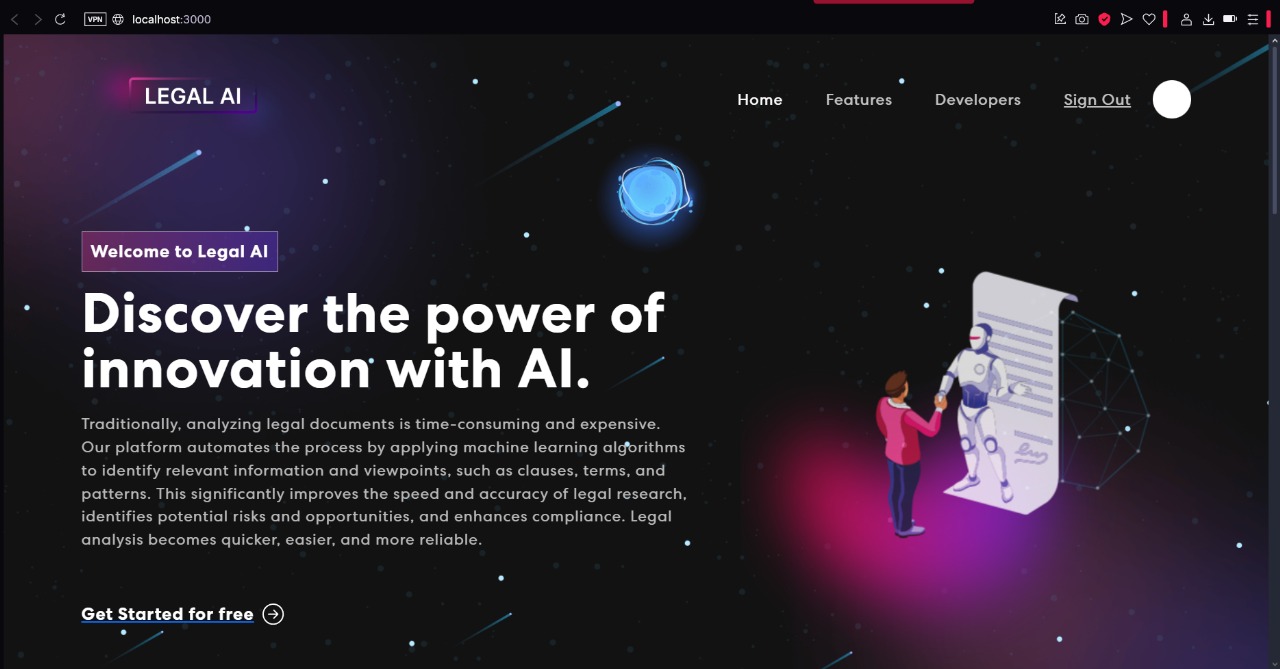 VPN localhost:3000
LEGAL AI
Home Features Developers Sign Out
Welcome to Legal AI
Discover the power of
innovation with AI.
Traditionally, analyzing legal documents is time-consuming and expensive.
Our platform automates the process by applying machine learning algorithms
to identify relevant information and viewpoints, such as clauses, terms, and
patterns. This significantly improves the speed and accuracy of legal research,
identifies potential risks and opportunities, and enhances compliance. Legal
analysis becomes quicker, easier, and more reliable.
Get Started for free